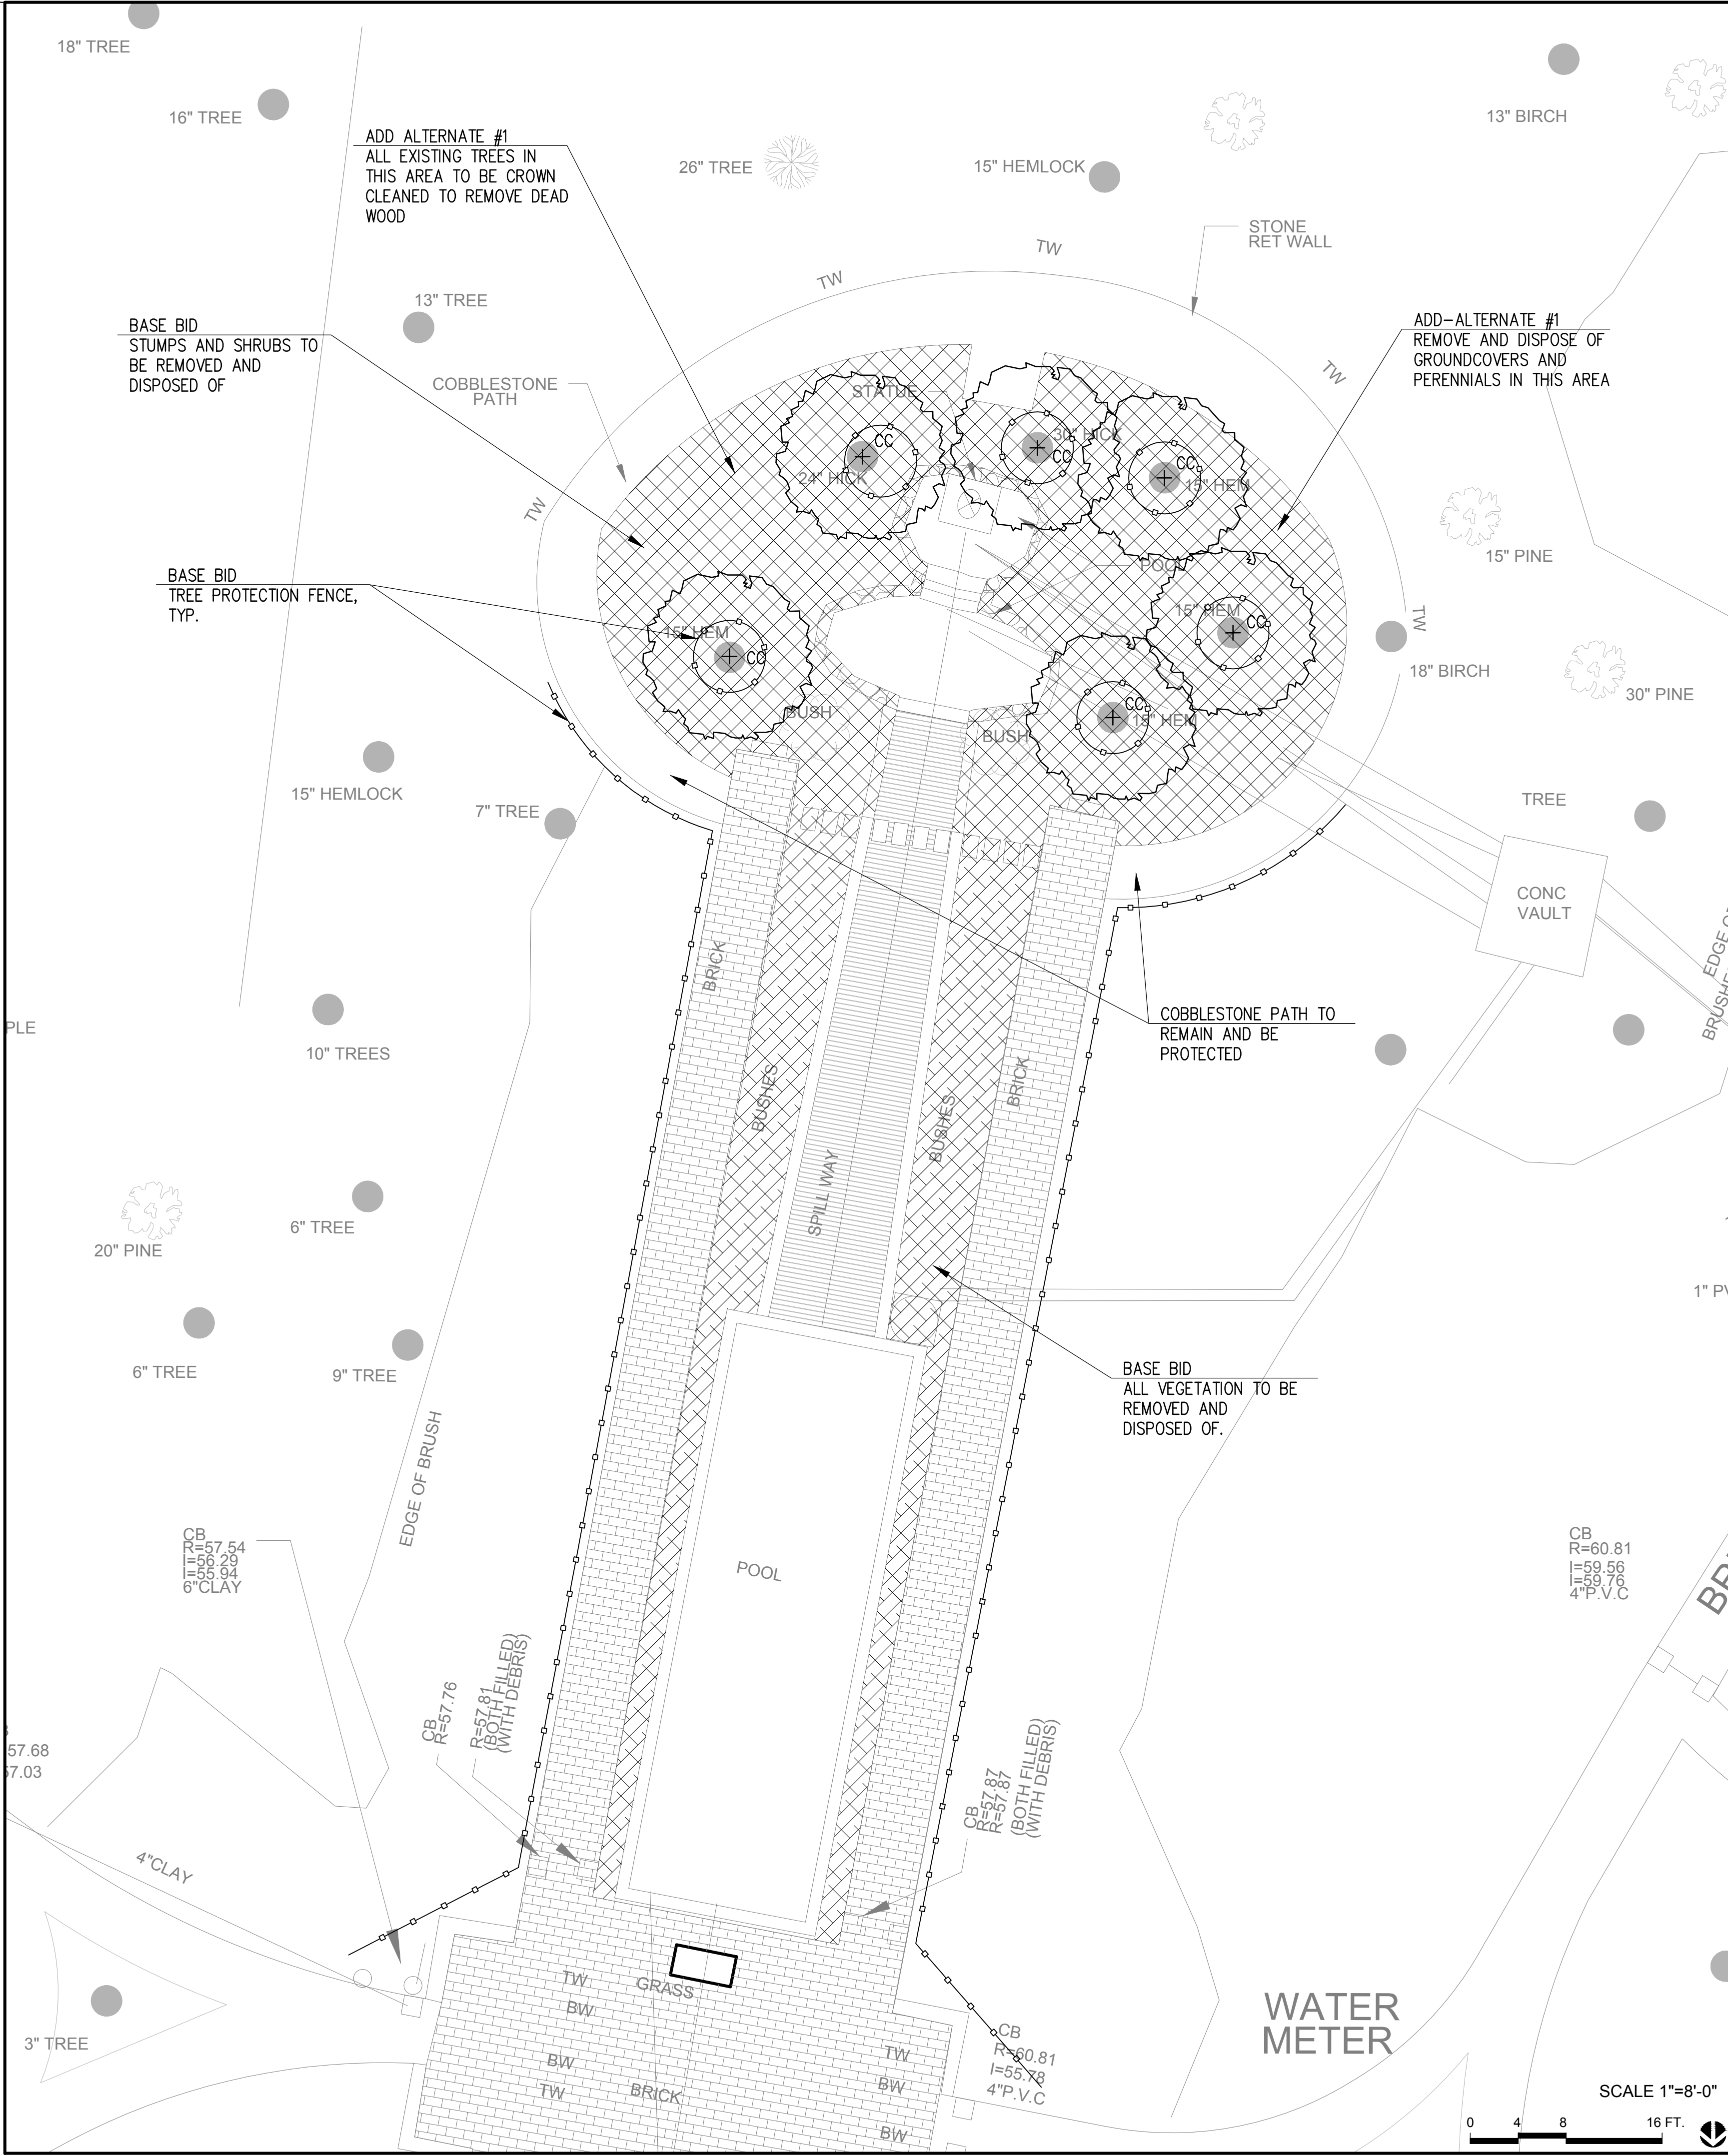 18" TREE
16" TREE
ADD ALTERNATE #1
ALL EXISTING TREES IN
THIS AREA TO BE CROWN
CLEANED TO REMOVE DEAD
WOOD
26" TREE
15" HEMLOCK
13" BIRCH
STONE
RET WALL
TW
TW
13" TREE
BASE BID
STUMPS AND SHRUBS TO
BE REMOVED AND
DISPOSED OF
ADD-ALTERNATE #1
REMOVE AND DISPOSE OF
GROUNDCOVERS AND
PERENNIALS IN THIS AREA
TW
COBBLESTONE
PATH
STATUE
CC
24" HICK
30" HICK
CC
CC
15" HEM
TW
15" PINE
POOL
BASE BID
TREE PROTECTION FENCE,
TYP.
15" HEM
CC
15" HEM
CC
TW
18" BIRCH
30" PINE
BUSH
BUSH
CC
15" HEM
15" HEMLOCK
7" TREE
TREE
CONC
VAULT
BRICK
COBBLESTONE PATH TO
REMAIN AND BE
PROTECTED
PLE
10" TREES
BUSHES
BRICK
BUSHES
SPILL WAY
20" PINE
6" TREE
1" PV
6" TREE
9" TREE
BASE BID
ALL VEGETATION TO BE
REMOVED AND
DISPOSED OF.
EDGE OF BRUSH
CB
R=57.54
I=56.29
I=55.94
6"CLAY
POOL
CB
R=60.81
I=59.56
I=59.76
4"P.V.C
CB
R=57.76
R=57.81
(BOTH FILLED)
(WITH DEBRIS)
CB
R=57.87
R=57.87
(BOTH FILLED)
(WITH DEBRIS)
57.68
57.03
4"CLAY
TW
GRASS
BW
3" TREE
BW
TW
BRICK
TW
BW
BW
CB
R=60.81
I=55.78
4"P.V.C
WATER
METER
SCALE 1"=8'-0"
0 4 8 16 FT.